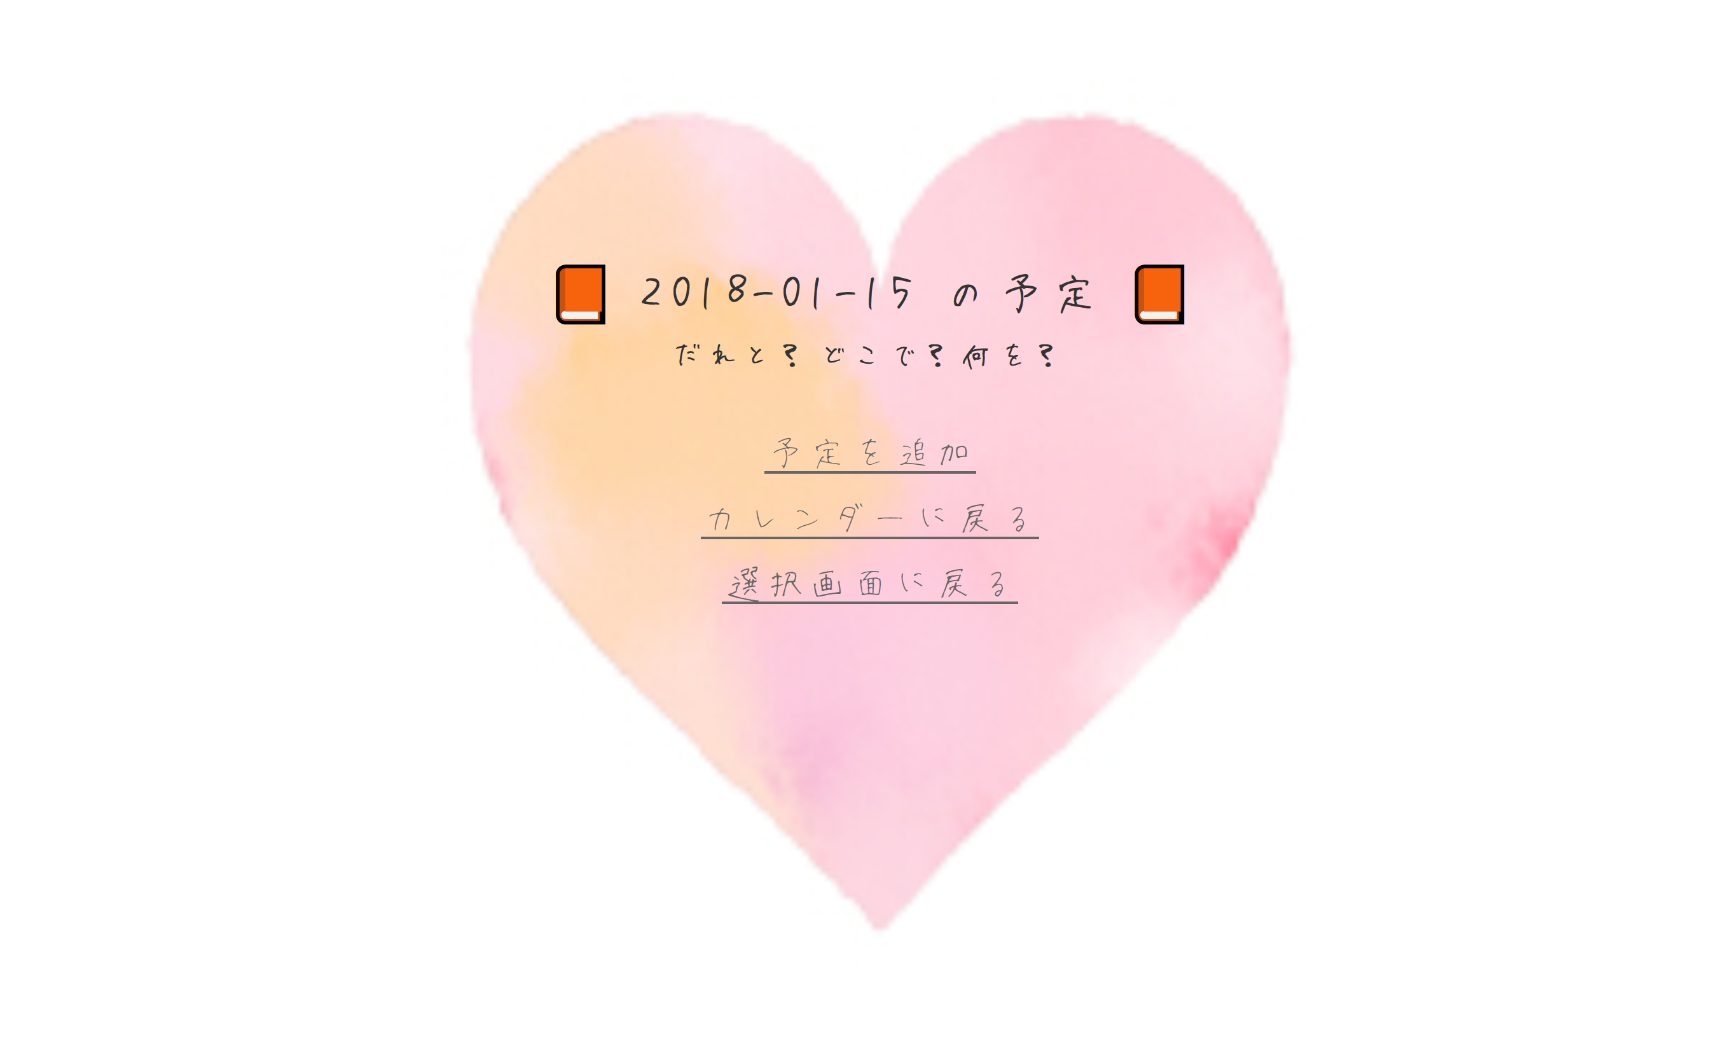 2018-01-15 の予定
だれと?どこで?何を?
予定を追加
カレンダーに戻る
選択画面に戻る